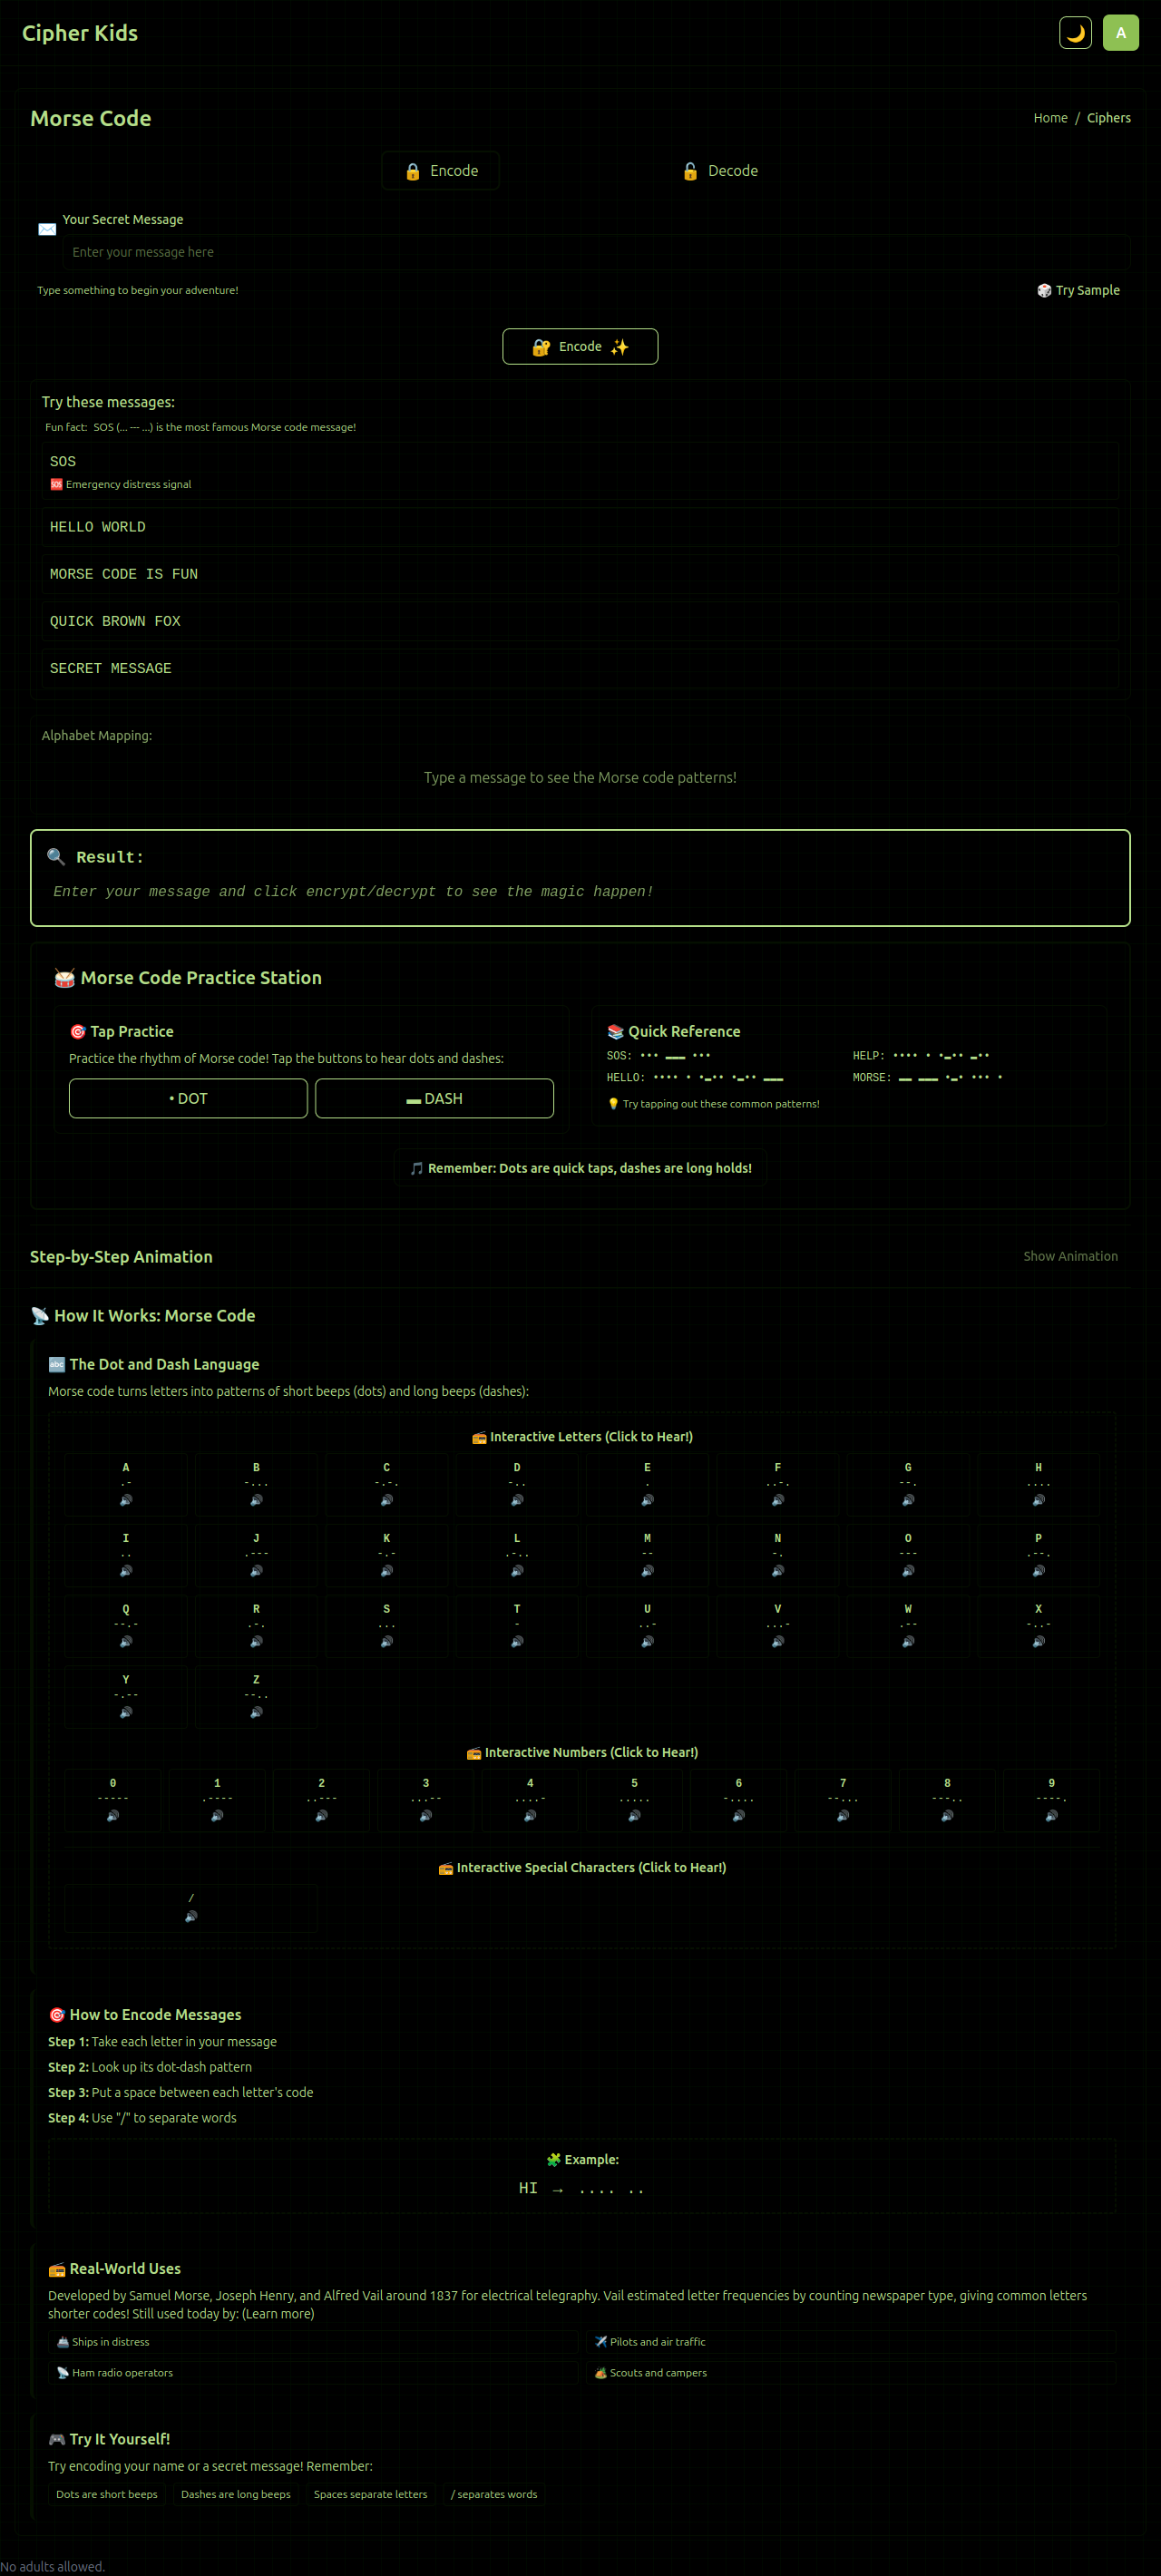 Cipher Kids
🌙 A
Morse Code
Home / Ciphers
🔒 Encode
🔓 Decode
✉️ Your Secret Message
Enter your message here
Type something to begin your adventure!
🎲 Try Sample
🔐 Encode ✨
Try these messages:
Fun fact: SOS (... --- ...) is the most famous Morse code message!
SOS
🆘 Emergency distress signal
HELLO WORLD
MORSE CODE IS FUN
QUICK BROWN FOX
SECRET MESSAGE
Alphabet Mapping:
Type a message to see the Morse code patterns!
🔍 Result:
Enter your message and click encrypt/decrypt to see the magic happen!
🥁 Morse Code Practice Station
🎯 Tap Practice
Practice the rhythm of Morse code! Tap the buttons to hear dots and dashes:
• DOT
▬ DASH
📚 Quick Reference
SOS: ••• ▬▬▬ •••
HELP: •••• • •▬•• ▬••
HELLO: •••• • •▬•• •▬•• ▬▬▬
MORSE: ▬▬ ▬▬▬ •▬• ••• •
💡 Try tapping out these common patterns!
🎵 Remember: Dots are quick taps, dashes are long holds!
Step-by-Step Animation
Show Animation
📡 How It Works: Morse Code
🔤 The Dot and Dash Language
Morse code turns letters into patterns of short beeps (dots) and long beeps (dashes):
📻 Interactive Letters (Click to Hear!)
A B C D E F G H
.- -... -.-. -.. . ..-. --. ....
🔊 🔊 🔊 🔊 🔊 🔊 🔊 🔊
I J K L M N O P
.. .--- -.- .-.. -- -. --- .--.
🔊 🔊 🔊 🔊 🔊 🔊 🔊 🔊
Q R S T U V W X
--.- .-. ... - ..- ...- .-- -..-
🔊 🔊 🔊 🔊 🔊 🔊 🔊 🔊
Y Z
-.-- --..
🔊 🔊
📻 Interactive Numbers (Click to Hear!)
0 1 2 3 4 5 6 7 8 9
----- .---- ..--- ...-- ....- ..... -.... --... ---.. ----.
🔊 🔊 🔊 🔊 🔊 🔊 🔊 🔊 🔊 🔊
📻 Interactive Special Characters (Click to Hear!)
/
🔊
🎯 How to Encode Messages
Step 1: Take each letter in your message
Step 2: Look up its dot-dash pattern
Step 3: Put a space between each letter's code
Step 4: Use "/" to separate words
🧩 Example:
HI → .... ..
📻 Real-World Uses
Developed by Samuel Morse, Joseph Henry, and Alfred Vail around 1837 for electrical telegraphy. Vail estimated letter frequencies by counting newspaper type, giving common letters
shorter codes! Still used today by: (Learn more)
🚢 Ships in distress
✈️ Pilots and air traffic
📡 Ham radio operators
🏕️ Scouts and campers
🎮 Try It Yourself!
Try encoding your name or a secret message! Remember:
Dots are short beeps
Dashes are long beeps
Spaces separate letters
/ separates words
No adults allowed.